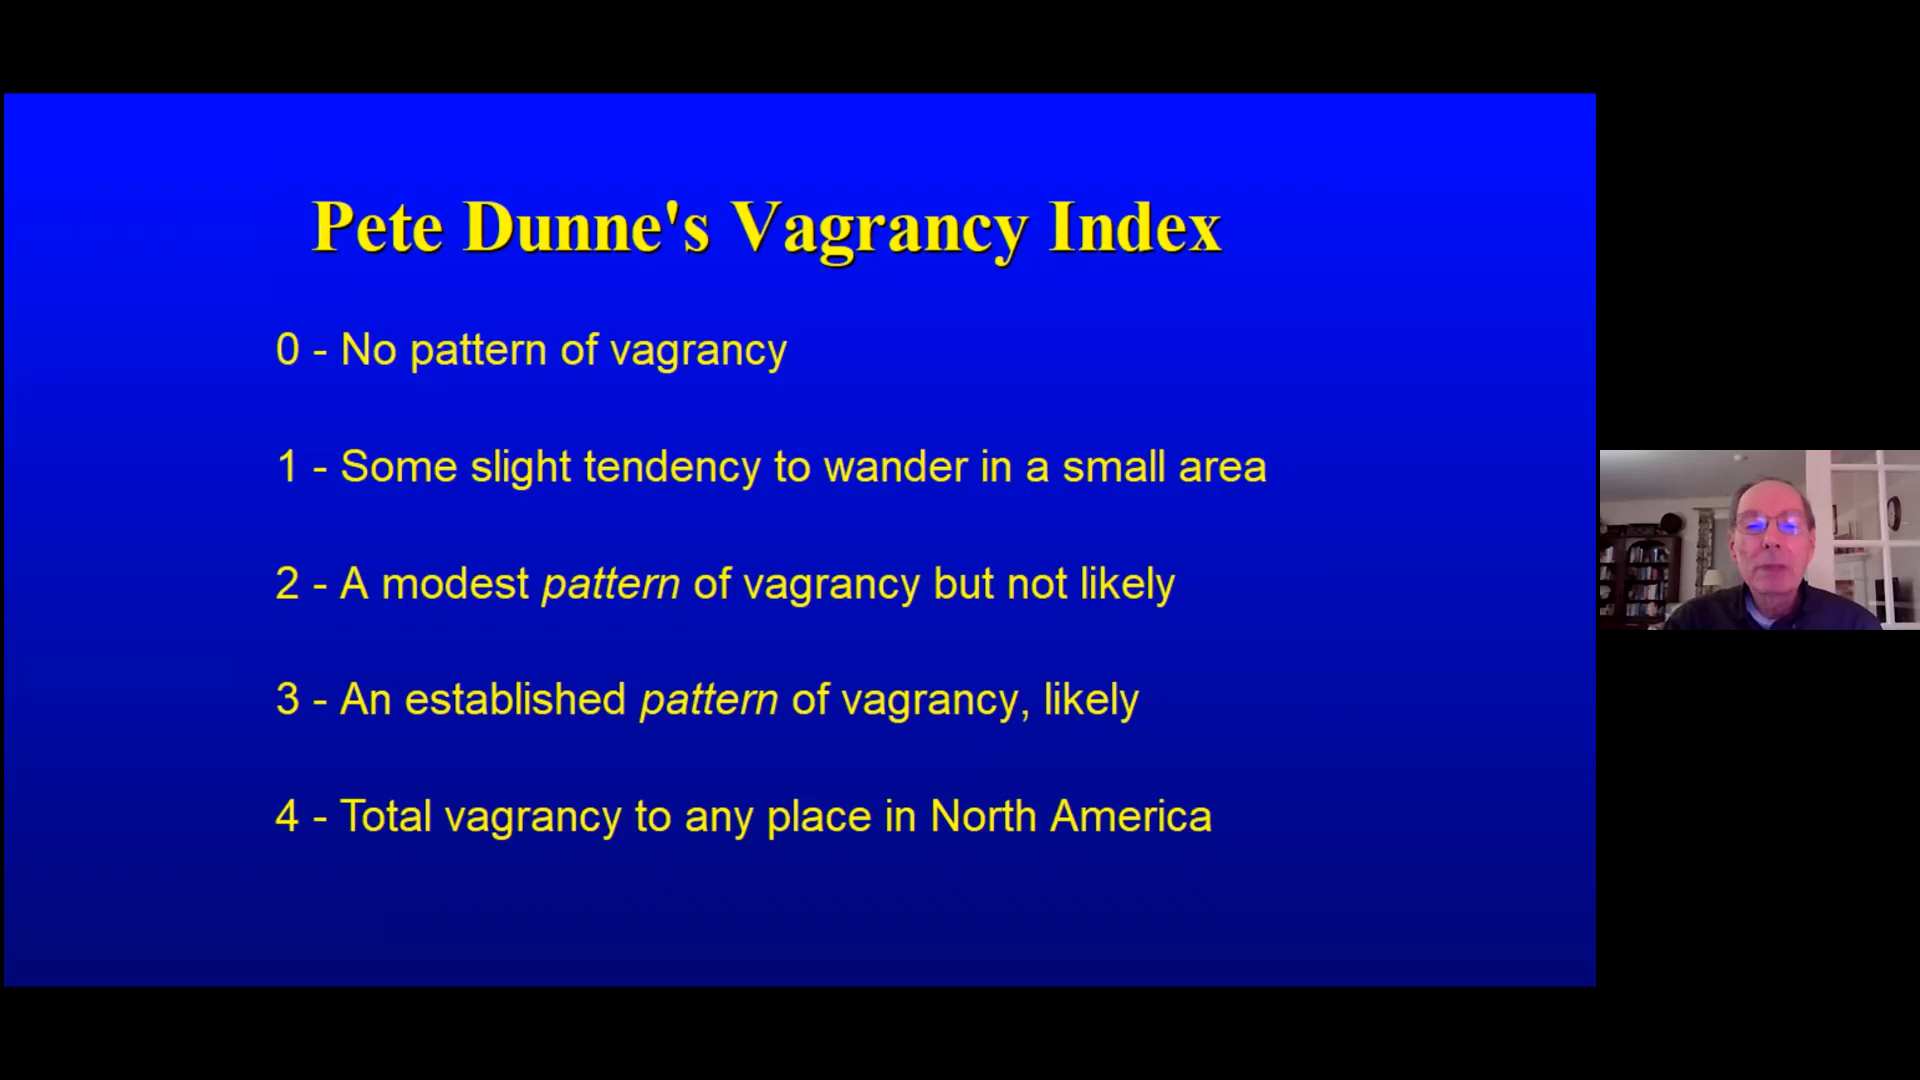 Pete Dunne's Vagrancy Index
0 - No pattern of vagrancy
1 - Some slight tendency to wander in a small area
2 - A modest pattern of vagrancy but not likely
3 - An established pattern of vagrancy, likely
4 - Total vagrancy to any place in North America